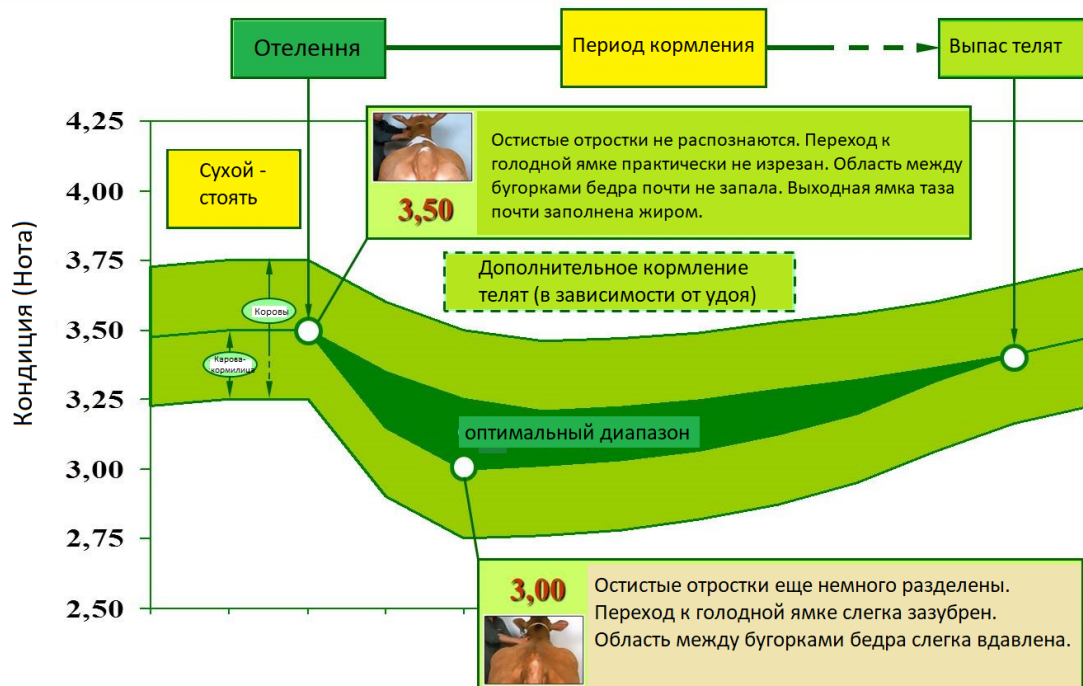 Отелення
Период кормления
Выпас телят
4,25
4,00
3,75
3,50
3,25
3,00
2,75
2,50
Кондиция (Нота)
Сухой -
стоять
3,50
Остистые отростки не распознаются. Переход к
голодной ямке практически не изрезан. Область между
бугорками бедра почти не запала. Выходная ямка таза
почти заполнена жиром.
Дополнительное кормление
телят (в зависимости от удоя)
Коровы
Карова-
кормилица
оптимальный диапазон
3,00
Остистые отростки еще немного разделены.
Переход к голодной ямке слегка зазубрен.
Область между бугорками бедра слегка вдавлена.